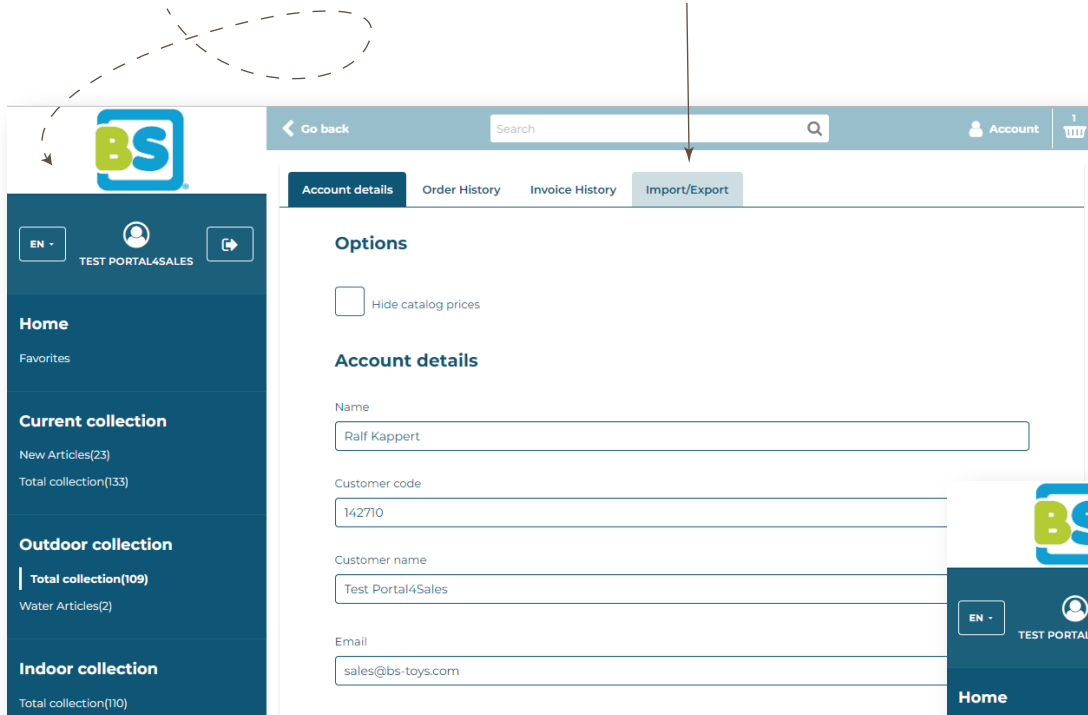 BS
Go back
Search
Account
1
Account details
Order History
Invoice History
Import/Export
EN
TEST PORTAL4SALES
Options
Hide catalog prices
Home
Favorites
Account details
Name
Ralf Kappert
Current collection
New Articles(23)
Total collection(133)
Customer code
142710
Outdoor collection
Total collection(109)
Water Articles(2)
Customer name
Test Portal4Sales
Email
sales@bs-toys.com
Indoor collection
Total collection(110)
BS
EN
TEST PORTAL
Home